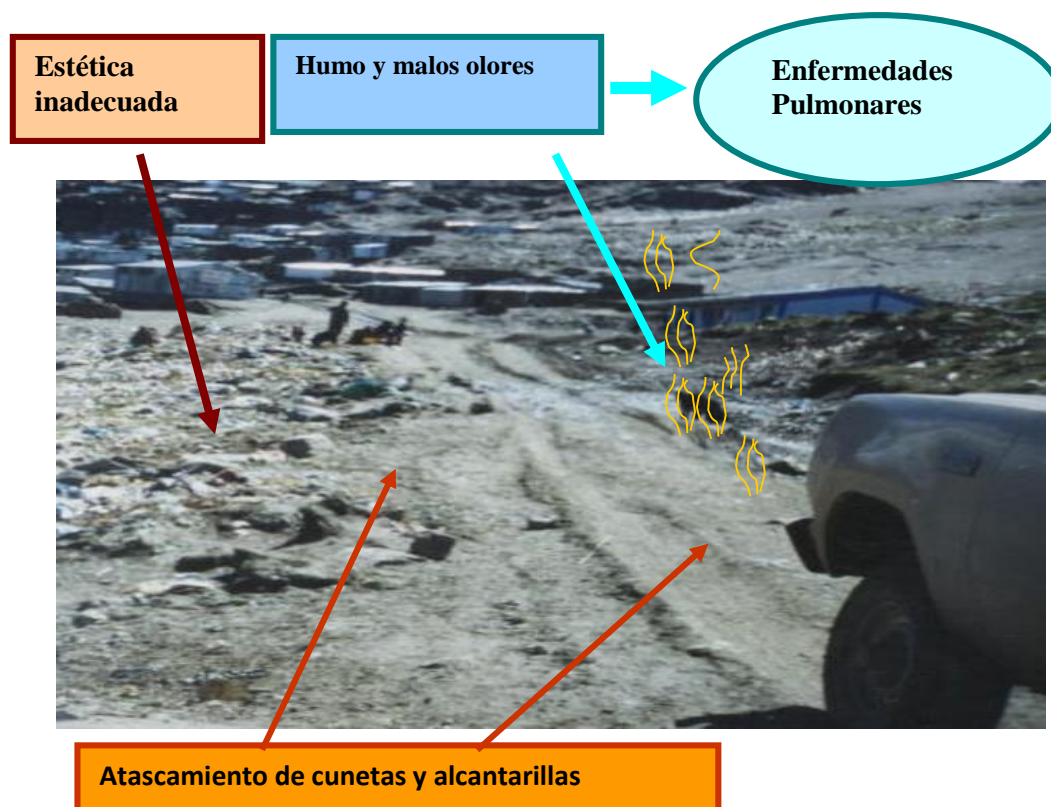 Estética
inadecuada
Humo y malos olores
Enfermedades
Pulmonares
Atascamiento de cunetas y alcantarillas